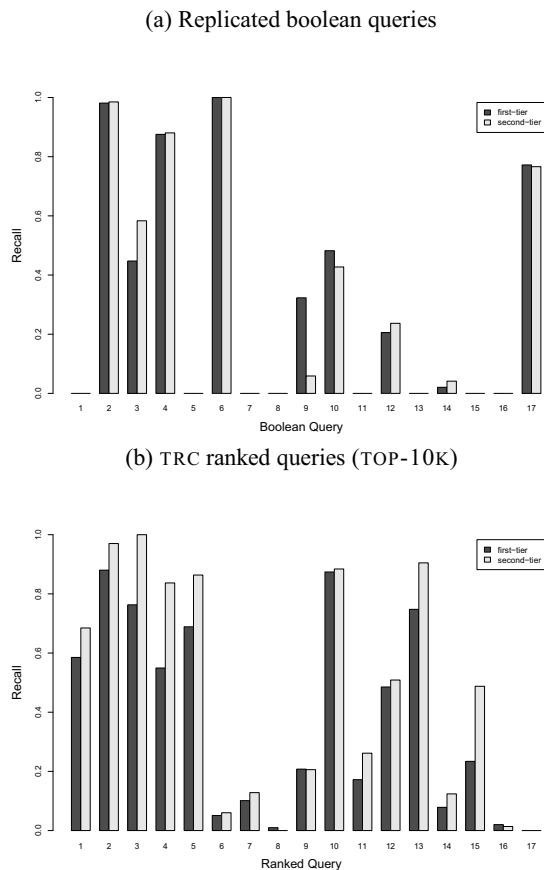 (a) Replicated boolean queries
1.0
first-tier
second-tier
0.8
0.6
Recall
0.4
0.2
0.0
1 2 3 4 5 6 7 8 9 10 11 12 13 14 15 16 17
Boolean Query
(b) TRC ranked queries (TOP-10K)
1.0
first-tier
second-tier
0.8
0.6
Recall
0.4
0.2
0.0
1 2 3 4 5 6 7 8 9 10 11 12 13 14 15 16 17
Ranked Query